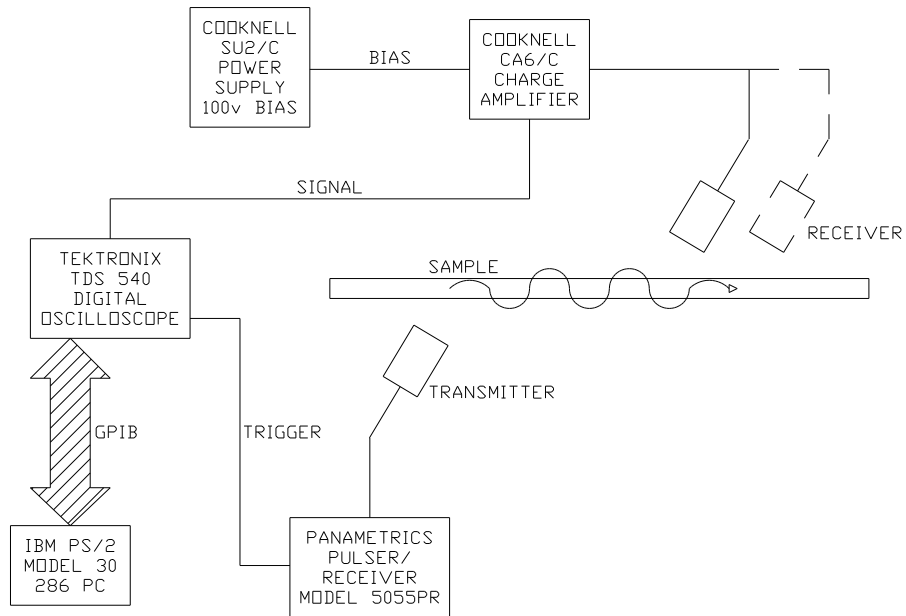 COOKNELL
SU2/C
POWER
SUPPLY
100v BIAS
BIAS
COOKNELL
CA6/C
CHARGE
AMPLIFIER
SIGNAL
RECEIVER
TEKTRONIX
TDS 540
DIGITAL
OSCILLOSCOPE
SAMPLE
TRANSMITTER
GPIB
TRIGGER
IBM PS/2
MODEL 30
286 PC
PANAMETRICS
PULSER/
RECEIVER
MODEL 5055PR